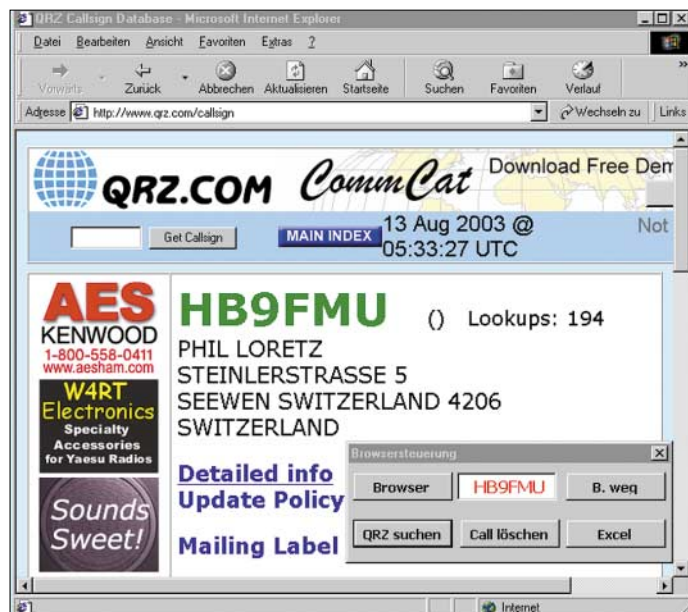 QRZ Callsign Database - Microsoft Internet Explorer
Datei Bearbeiten Ansicht Favoriten Extras ?
Vorwärts Zurück Abbrechen Aktualisieren Startseite Suchen Favoriten Verlauf »
Adresse http://www.qrz.com/callsign Wechseln zu Links
QRZ.COM CommCat Download Free Dem
Get Callsign MAIN INDEX 13 Aug 2003 @ Not
05:33:27 UTC
AES
KENWOOD
1-800-558-0411
www.aesham.com
W4RT
Electronics
Specialty
Accessories
for Yaesu Radios
Sounds
Sweet!
HB9FMU () Lookups: 194
PHIL LORETZ
STEINLERSTRASSE 5
SEEWEN SWITZERLAND 4206
SWITZERLAND
Detailed info
Update Policy
Mailing Label
Browsersteuerung
Browser HB9FMU B. weg
QRZ suchen Call löschen Excel
Internet